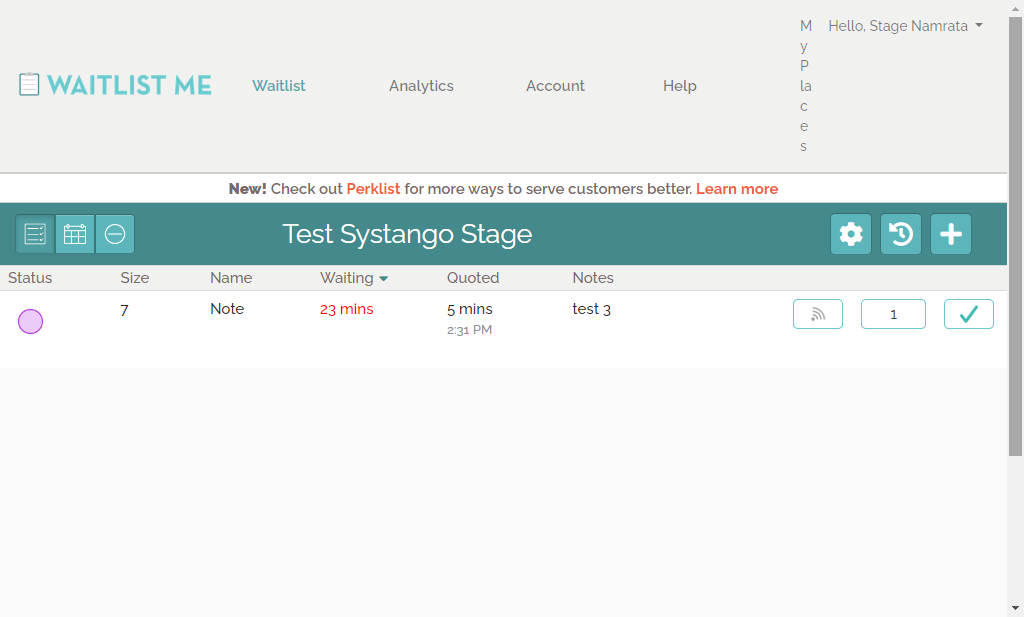 WAITLIST ME
Waitlist
Analytics
Account
Help
My Places
Hello, Stage Namrata
New! Check out Perklist for more ways to serve customers better. Learn more
Test Systango Stage
Status Size Name Waiting Quoted Notes
7 Note 23 mins 5 mins test 3 1
2:31 PM